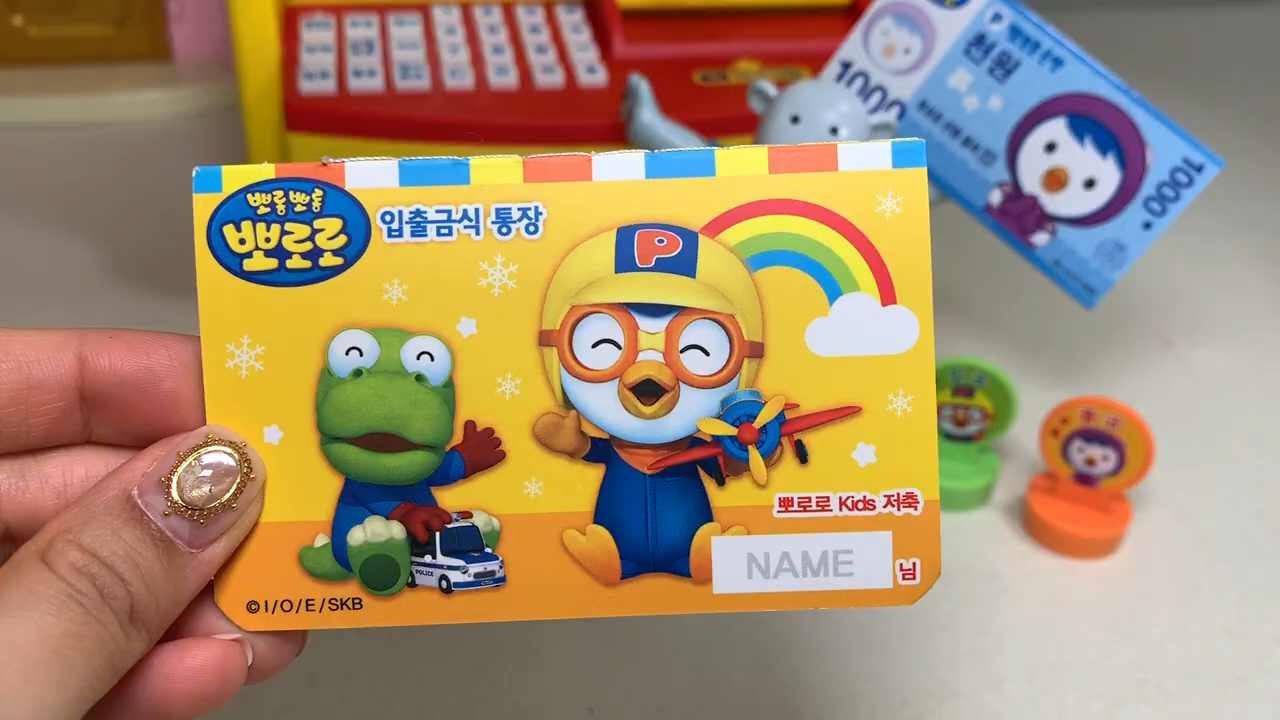 뽀롱뽀롱
뽀로로
입출금식 통장
P
POLICE
뽀로로 Kids 저축
NAME 님
©I/O/E/SKB
1000
P
천원
1000